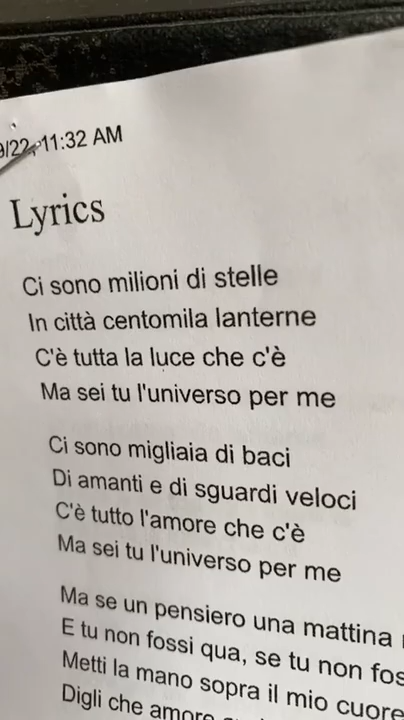 9/22, 11:32 AM
Lyrics
Ci sono milioni di stelle
In città centomila lanterne
C'è tutta la luce che c'è
Ma sei tu l'universo per me
Ci sono migliaia di baci
Di amanti e di sguardi veloci
C'è tutto l'amore che c'è
Ma sei tu l'universo per me
Ma se un pensiero una mattina
E tu non fossi qua, se tu non fos
Metti la mano sopra il mio cuore
Digli che amore